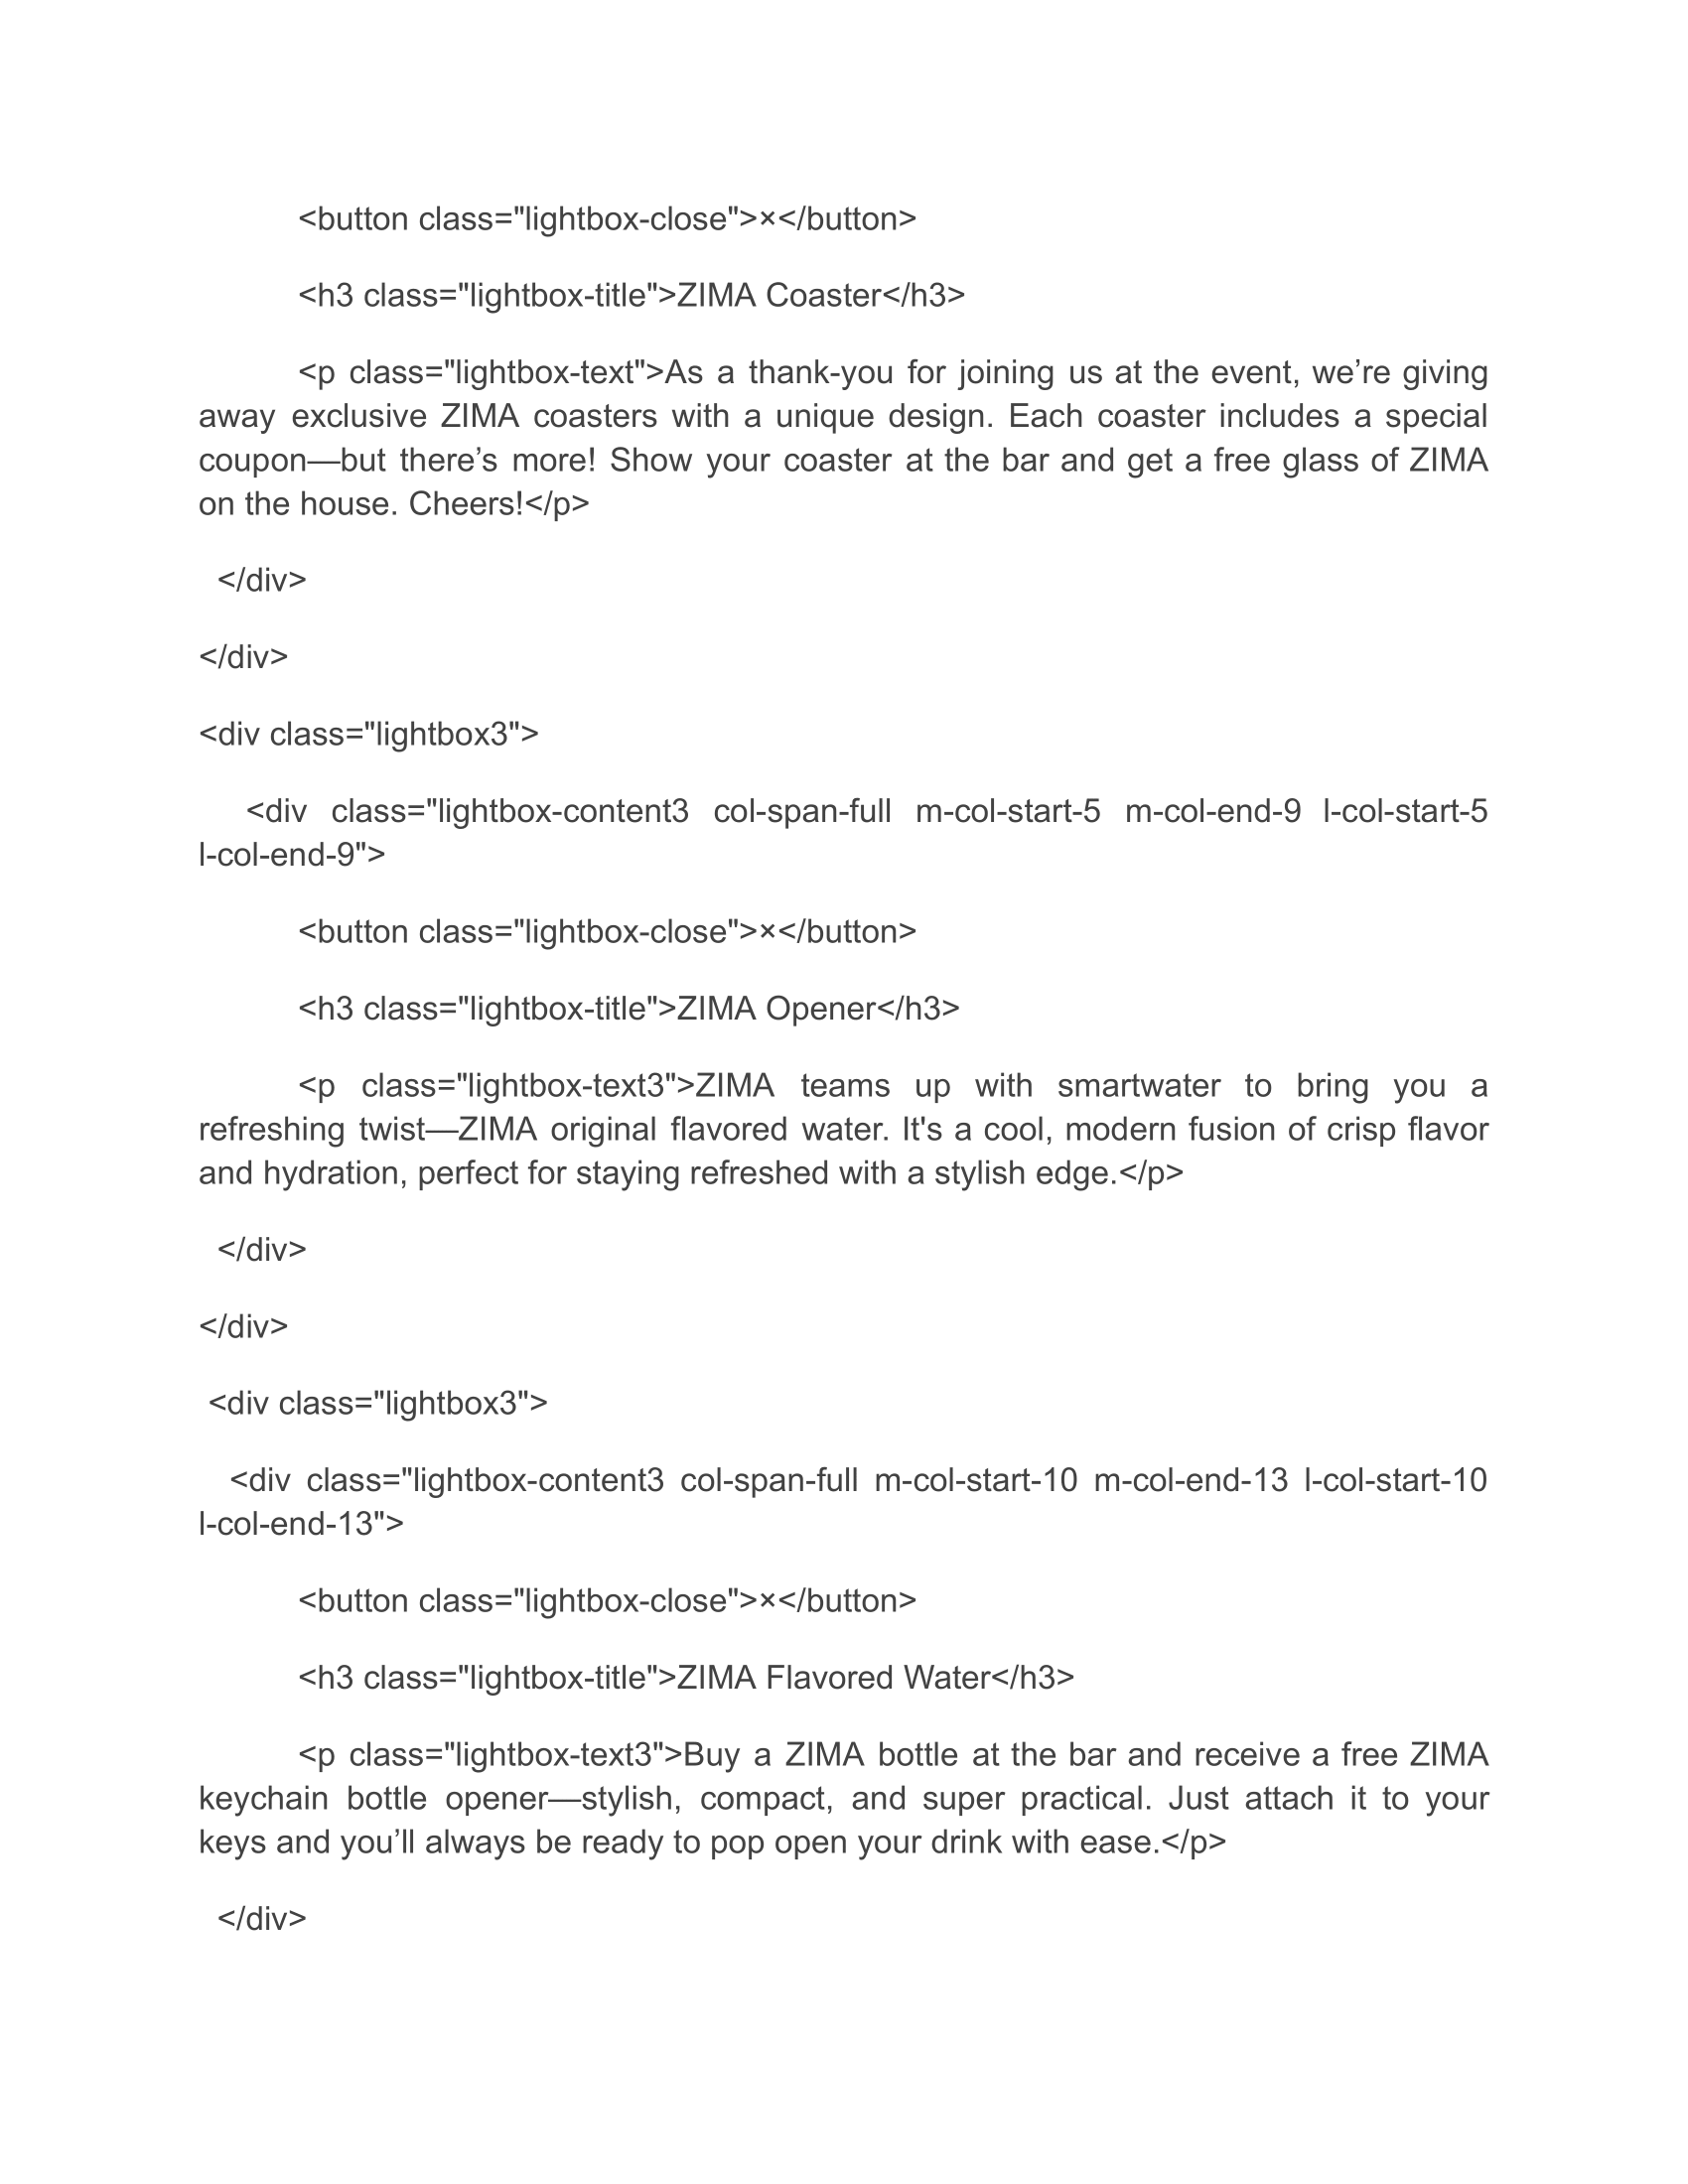 <button class="lightbox-close">×</button>
<h3 class="lightbox-title">ZIMA Coaster</h3>
<p class="lightbox-text">As a thank-you for joining us at the event, we’re giving
away exclusive ZIMA coasters with a unique design. Each coaster includes a special
coupon—but there’s more! Show your coaster at the bar and get a free glass of ZIMA
on the house. Cheers!</p>
</div>
</div>
<div class="lightbox3">
<div class="lightbox-content3 col-span-full m-col-start-5 m-col-end-9 l-col-start-5
l-col-end-9">
<button class="lightbox-close">×</button>
<h3 class="lightbox-title">ZIMA Opener</h3>
<p class="lightbox-text3">ZIMA teams up with smartwater to bring you a
refreshing twist—ZIMA original flavored water. It's a cool, modern fusion of crisp flavor
and hydration, perfect for staying refreshed with a stylish edge.</p>
</div>
</div>
<div class="lightbox3">
<div class="lightbox-content3 col-span-full m-col-start-10 m-col-end-13 l-col-start-10
l-col-end-13">
<button class="lightbox-close">×</button>
<h3 class="lightbox-title">ZIMA Flavored Water</h3>
<p class="lightbox-text3">Buy a ZIMA bottle at the bar and receive a free ZIMA
keychain bottle opener—stylish, compact, and super practical. Just attach it to your
keys and you’ll always be ready to pop open your drink with ease.</p>
</div>